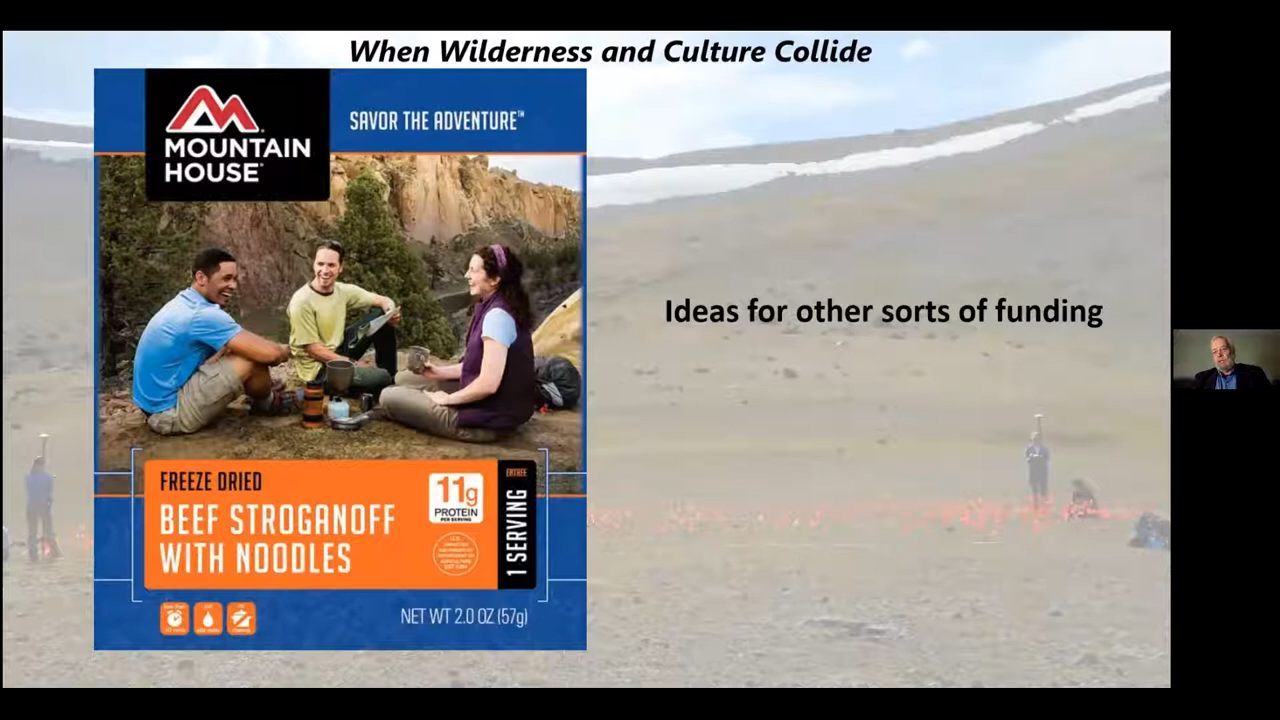 When Wilderness and Culture Collide
MOUNTAIN
HOUSE
SAVOR THE ADVENTURE™
Ideas for other sorts of funding
FREEZE DRIED
BEEF STROGANOFF
WITH NOODLES
11g
PROTEIN
PER SERVING
ENTREE
1 SERVING
NET WT 2.0 OZ (57g)